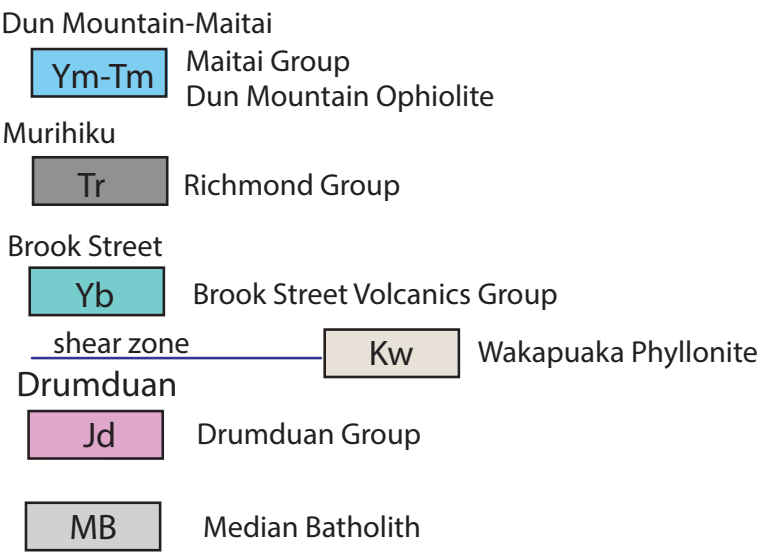 Dun Mountain-Maitai
Ym-Tm Maitai Group
Dun Mountain Ophiolite
Murihiku
Tr Richmond Group
Brook Street
Yb Brook Street Volcanics Group
shear zone Kw Wakapuaka Phyllonite
Drumduan
Jd Drumduan Group
MB Median Batholith